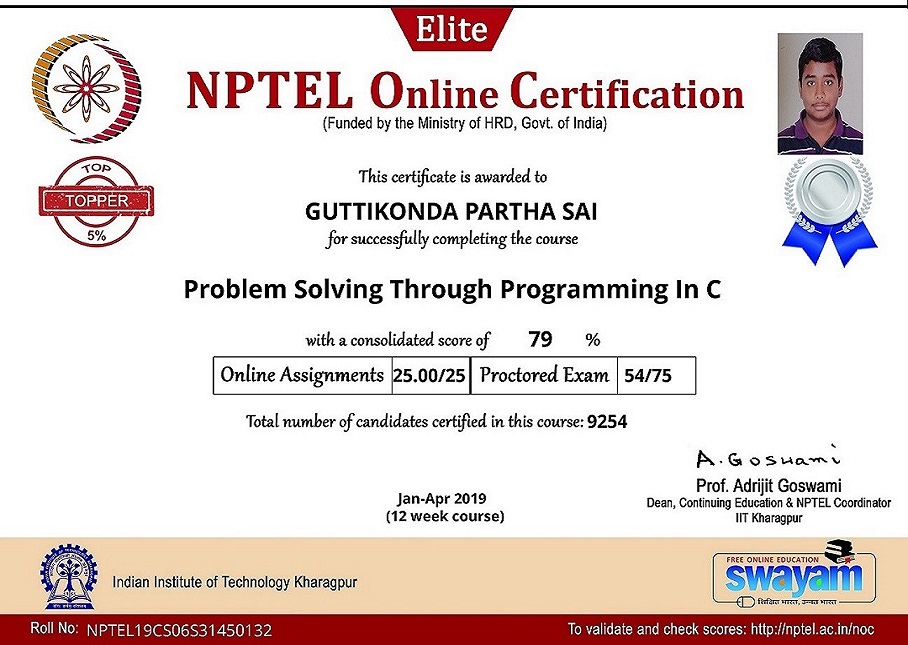 Elite
NPTEL Online Certification
(Funded by the Ministry of HRD, Govt. of India)
TOP
TOPPER
5%
This certificate is awarded to
GUTTIKONDA PARTHA SAI
for successfully completing the course
Problem Solving Through Programming In C
with a consolidated score of 79 %
Online Assignments 25.00/25 Proctored Exam 54/75
Total number of candidates certified in this course: 9254
A. Goswami
Prof. Adrijit Goswami
Dean, Continuing Education & NPTEL Coordinator
IIT Kharagpur
Jan-Apr 2019
(12 week course)
Indian Institute of Technology Kharagpur
FREE ONLINE EDUCATION
swayam
शिक्षित भारत, उन्नत भारत
Roll No: NPTEL19CS06S31450132
To validate and check scores: http://nptel.ac.in/noc